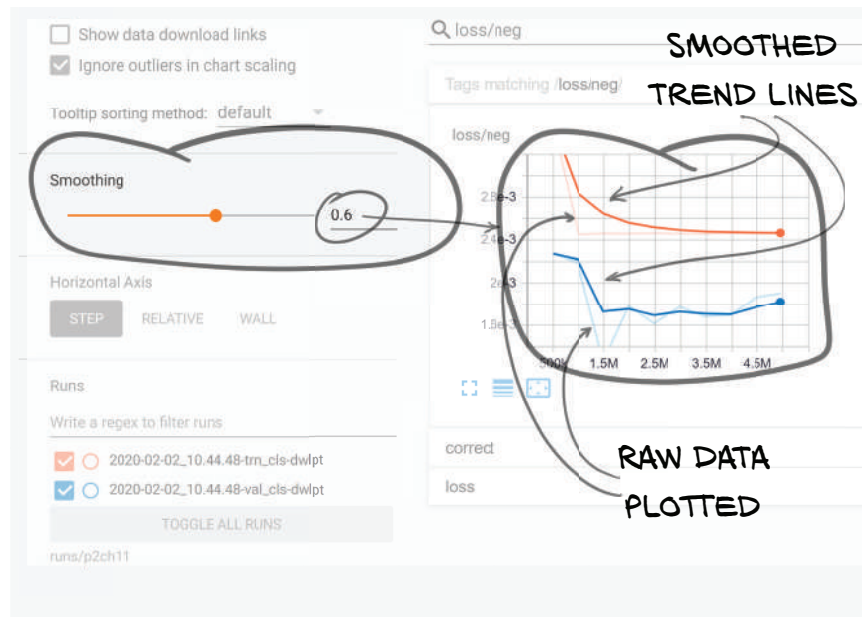 Show data download links
Ignore outliers in chart scaling
Tooltip sorting method: default
Smoothing
0.6
Horizontal Axis
STEP RELATIVE WALL
Runs
Write a regex to filter runs
2020-02-02_10.44.48-trn_cls-dwlpt
2020-02-02_10.44.48-val_cls-dwlpt
TOGGLE ALL RUNS
runs/p2ch11
loss/neg
Tags matching /loss/neg/
loss/neg
SMOOTHED
TREND LINES
2.8e-3
2.4e-3
2e-3
1.6e-3
500k 1.5M 2.5M 3.5M 4.5M
correct
loss
RAW DATA
PLOTTED